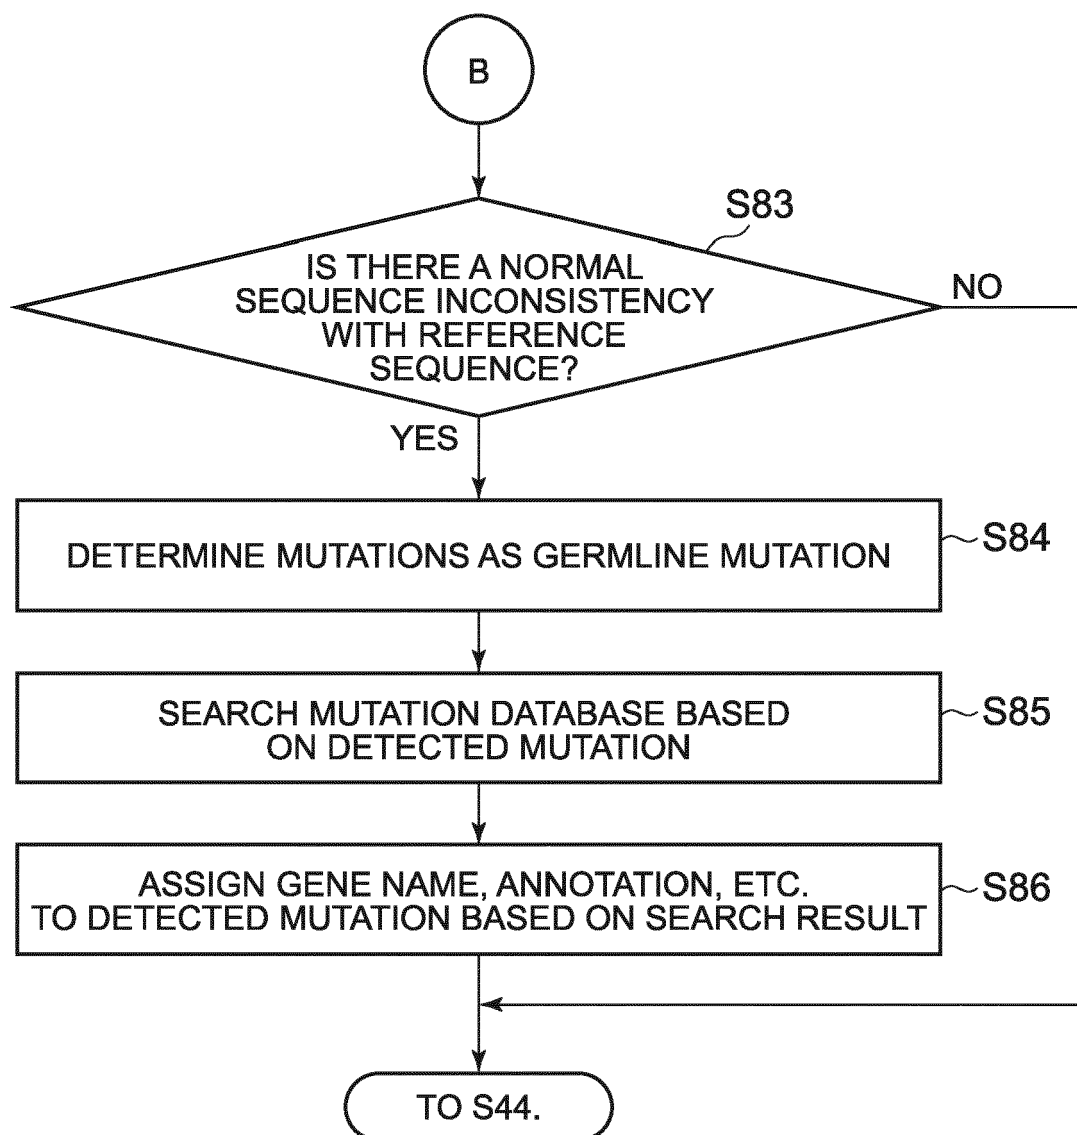 B
S83
IS THERE A NORMAL
SEQUENCE INCONSISTENCY
WITH REFERENCE
SEQUENCE?
NO
YES
DETERMINE MUTATIONS AS GERMLINE MUTATION
S84
SEARCH MUTATION DATABASE BASED
ON DETECTED MUTATION
S85
ASSIGN GENE NAME, ANNOTATION, ETC.
TO DETECTED MUTATION BASED ON SEARCH RESULT
S86
TO S44.